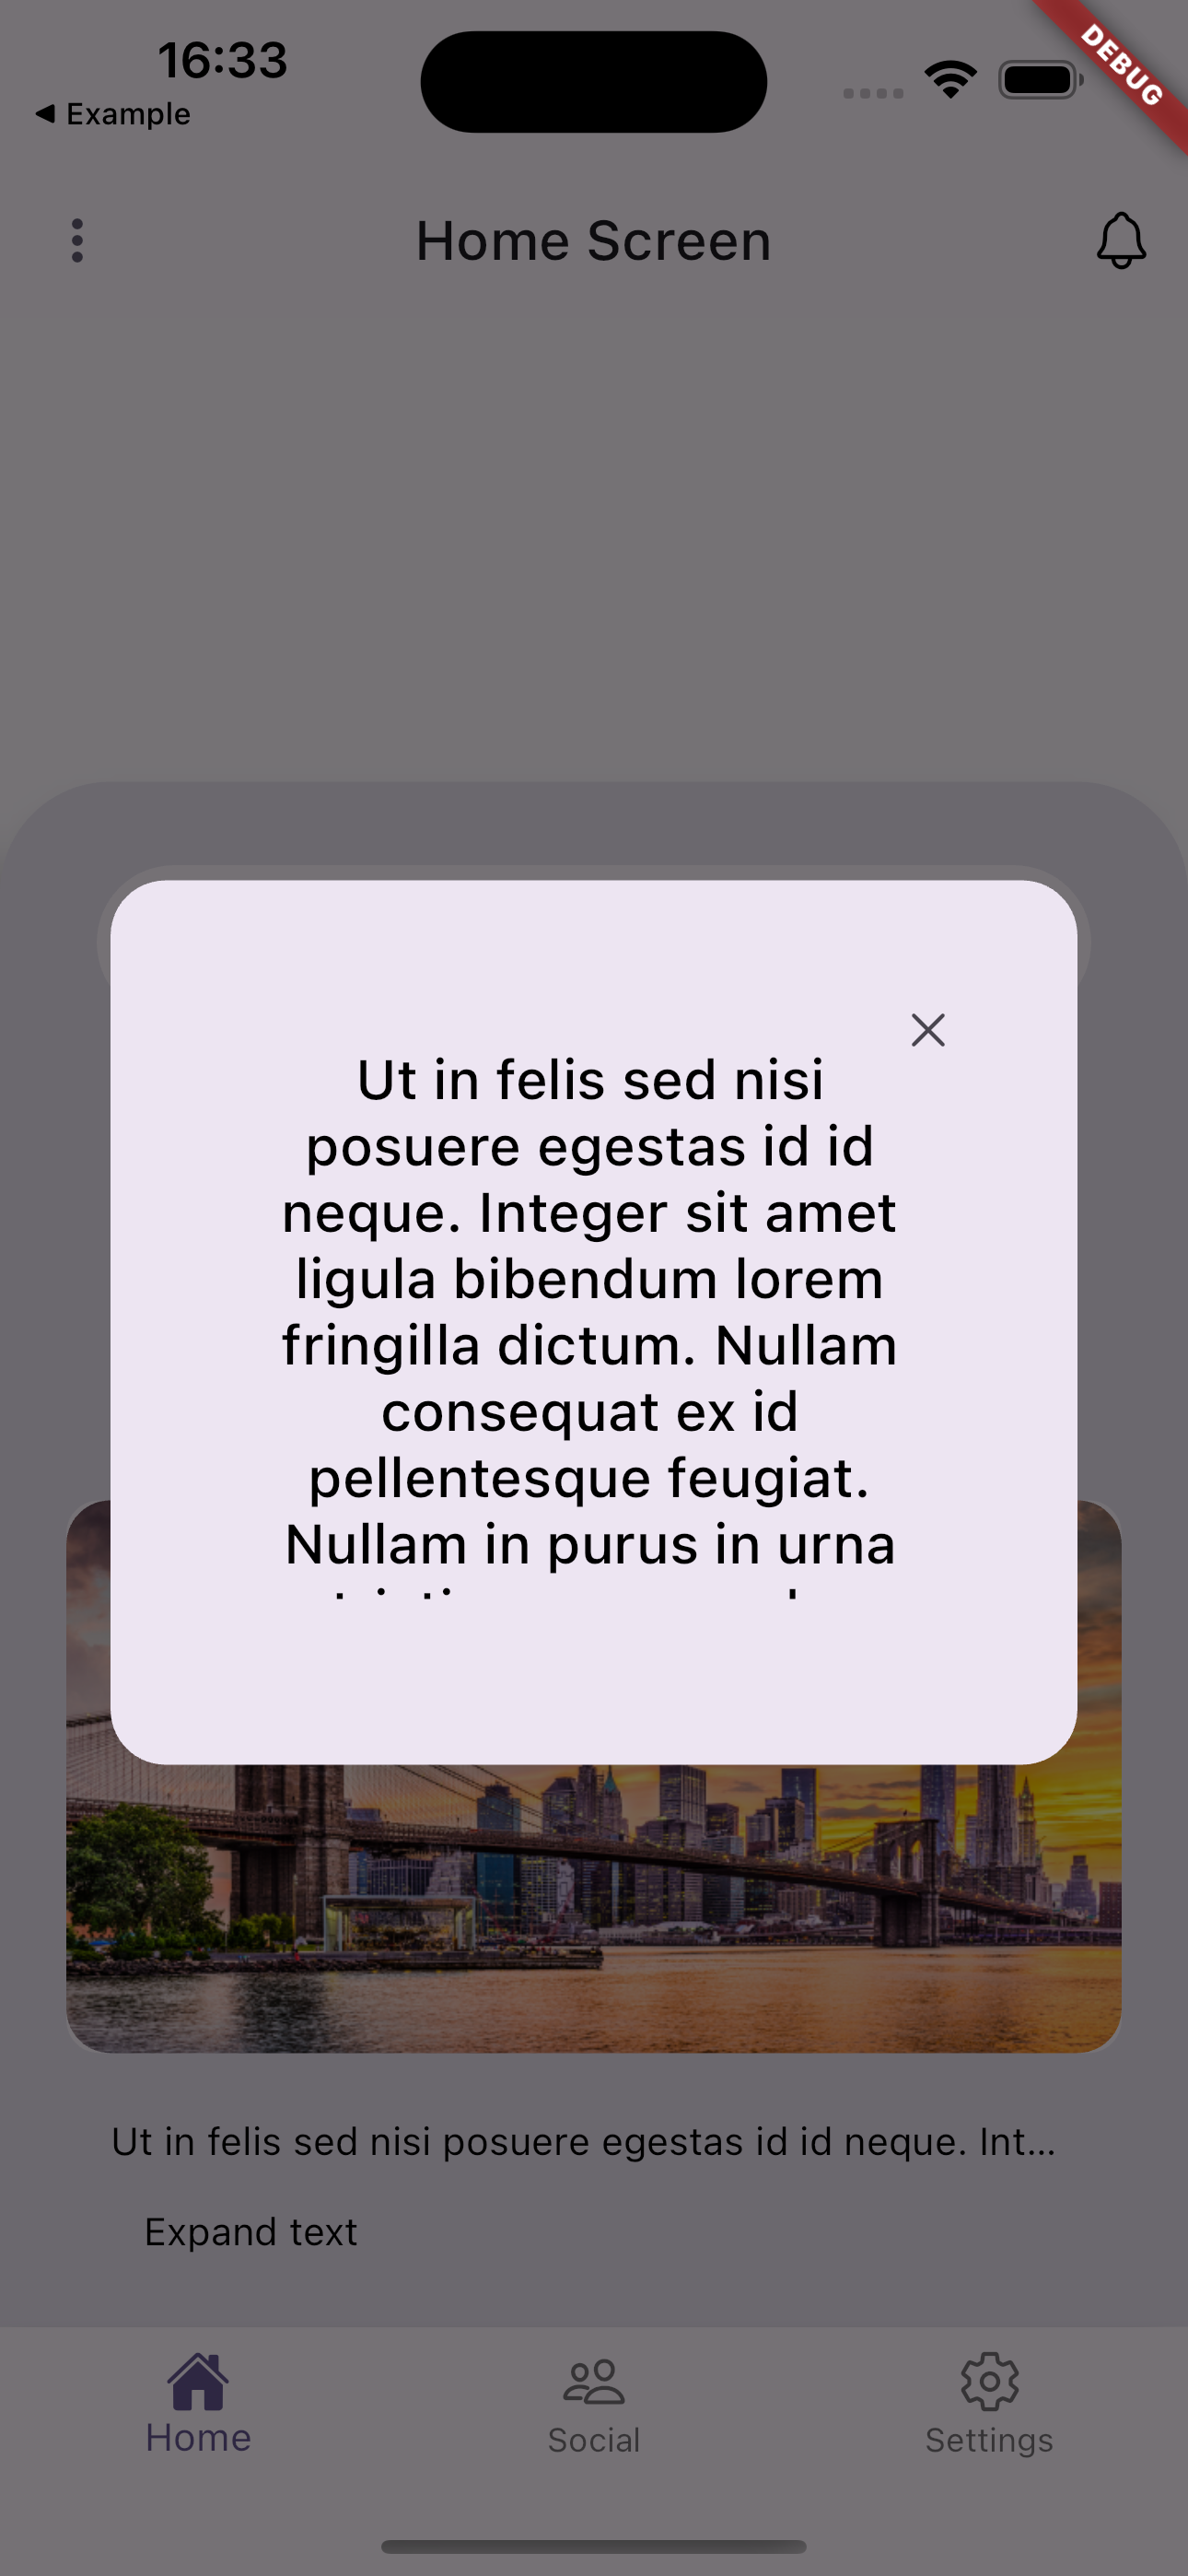 16:33
DEBUG
Example
Home Screen
Ut in felis sed nisi
posuere egestas id id
neque. Integer sit amet
ligula bibendum lorem
fringilla dictum. Nullam
consequat ex id
pellentesque feugiat.
Nullam in purus in urna
Ut in felis sed nisi posuere egestas id id neque. Int...
Expand text
Home
Social
Settings